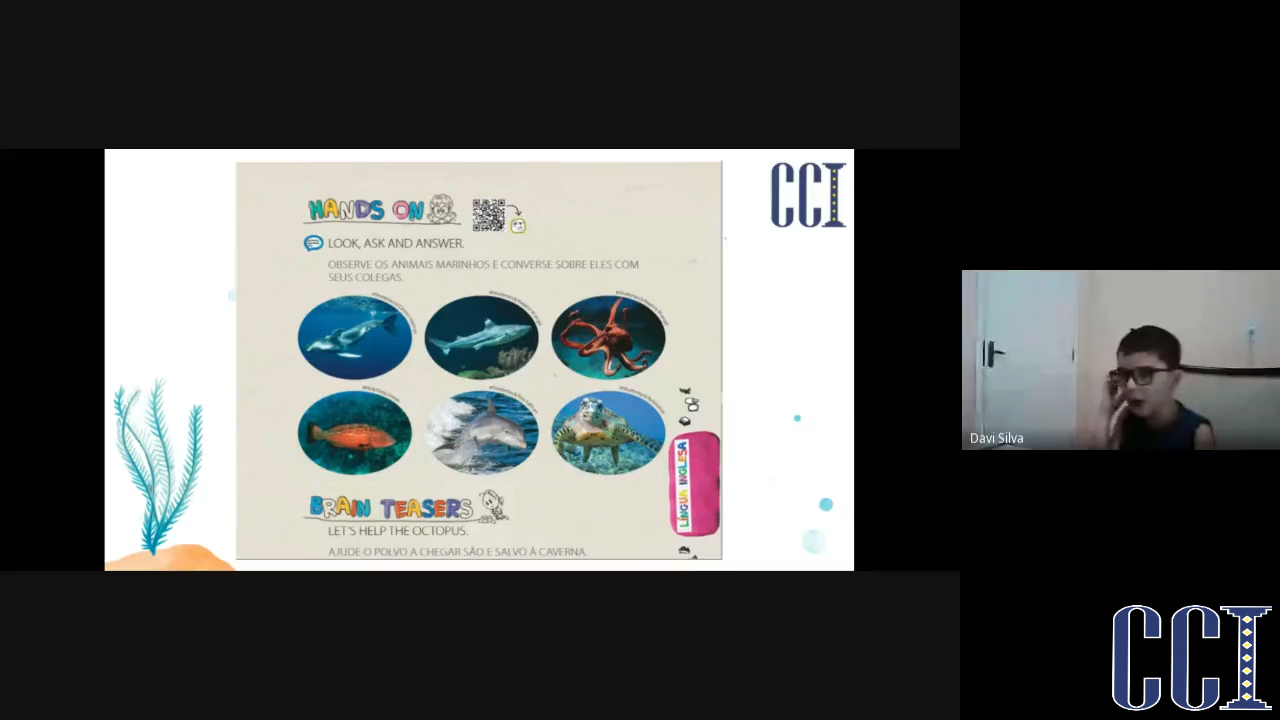 HANDS ON
LOOK, ASK AND ANSWER.
OBSERVE OS ANIMAIS MARINHOS E CONVERSE SOBRE ELES COM
SEUS COLEGAS.
BRAIN TEASERS
LET'S HELP THE OCTOPUS.
AJUDE O POLVO A CHEGAR SÃO E SALVO À CAVERNA.
LÍNGUA INGLESA
CCI
Davi Silva
CCI